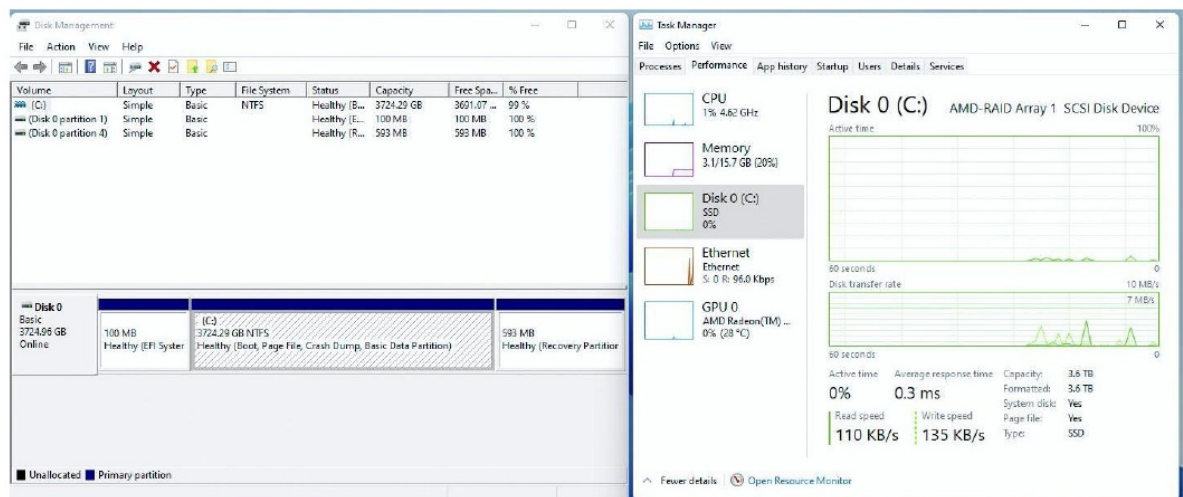 Disk Management
File Action View Help
Volume Layout Type File System Status Capacity Free Spa... % Free
(C:) Simple Basic NTFS Healthy (B... 3724.29 GB 3691.07 ... 99 %
(Disk 0 partition 1) Simple Basic Healthy (E... 100 MB 100 MB 100 %
(Disk 0 partition 4) Simple Basic Healthy (R... 593 MB 593 MB 100 %
Disk 0
Basic
3724.96 GB
Online
100 MB
Healthy (EFI Syster
(C:)
3724.29 GB NTFS
Healthy (Boot, Page File, Crash Dump, Basic Data Partition)
593 MB
Healthy (Recovery Partitior
Unallocated Primary partition
Task Manager
File Options View
Processes Performance App history Startup Users Details Services
CPU
1% 4.62 GHz
Memory
3.1/15.7 GB (20%)
Disk 0 (C:)
SSD
0%
Ethernet
Ethernet
S: 0 R: 96.0 Kbps
GPU 0
AMD Radeon(TM) ...
0% (28 °C)
Disk 0 (C:) AMD-RAID Array 1 SCSI Disk Device
Active time 100%
60 seconds 0
Disk transfer rate 10 MB/s
7 MB/s
60 seconds 0
Active time Average response time
0% 0.3 ms
Read speed Write speed
110 KB/s 135 KB/s
Capacity: 3.6 TB
Formatted: 3.6 TB
System disk: Yes
Page file: Yes
Type: SSD
Fewer details Open Resource Monitor